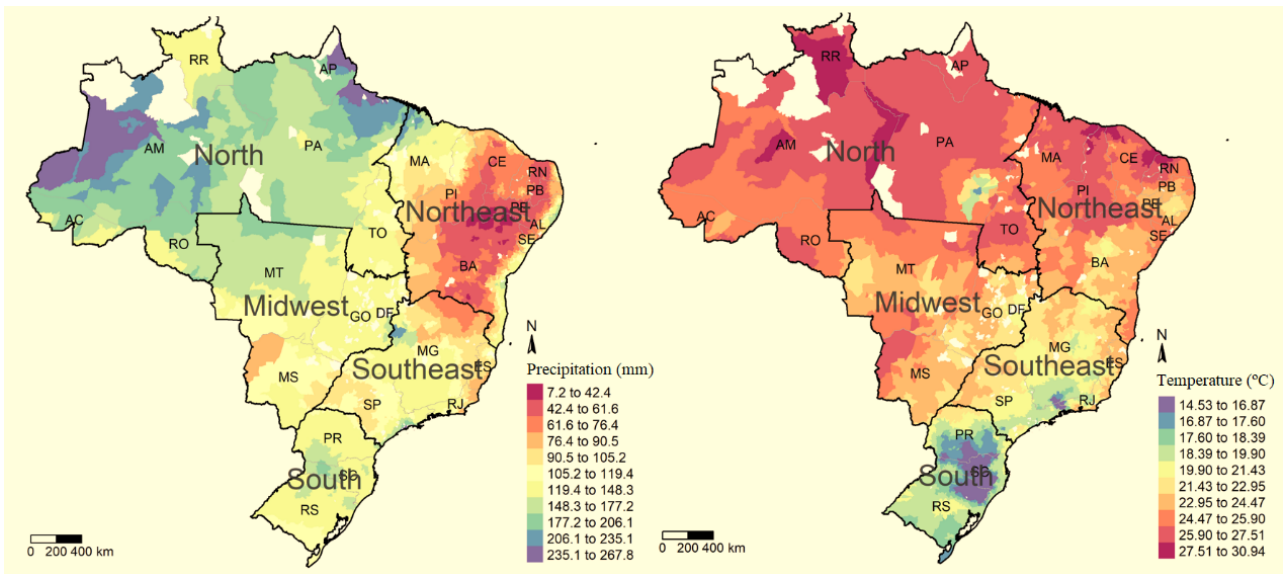 RR
AP
AM
North
PA
MA
CE
RN
PI
PB
Northeast
AL
SE
AC
RO
TO
BA
MT
Midwest
GO
DF
MG
Southeast
MS
SP
RJ
PR
South
RS
N
Precipitation (mm)
7.2 to 42.4
42.4 to 61.6
61.6 to 76.4
76.4 to 90.5
90.5 to 105.2
105.2 to 119.4
119.4 to 148.3
148.3 to 177.2
177.2 to 206.1
206.1 to 235.1
235.1 to 267.8
0 200 400 km
RR
AP
AM
North
PA
MA
CE
RN
PI
PB
Northeast
AL
SE
AC
RO
TO
BA
MT
Midwest
GO
DF
MG
Southeast
ES
MS
SP
RJ
PR
South
RS
N
Temperature (ºC)
14.53 to 16.87
16.87 to 17.60
17.60 to 18.39
18.39 to 19.90
19.90 to 21.43
21.43 to 22.95
22.95 to 24.47
24.47 to 25.90
25.90 to 27.51
27.51 to 30.94
0 200 400 km